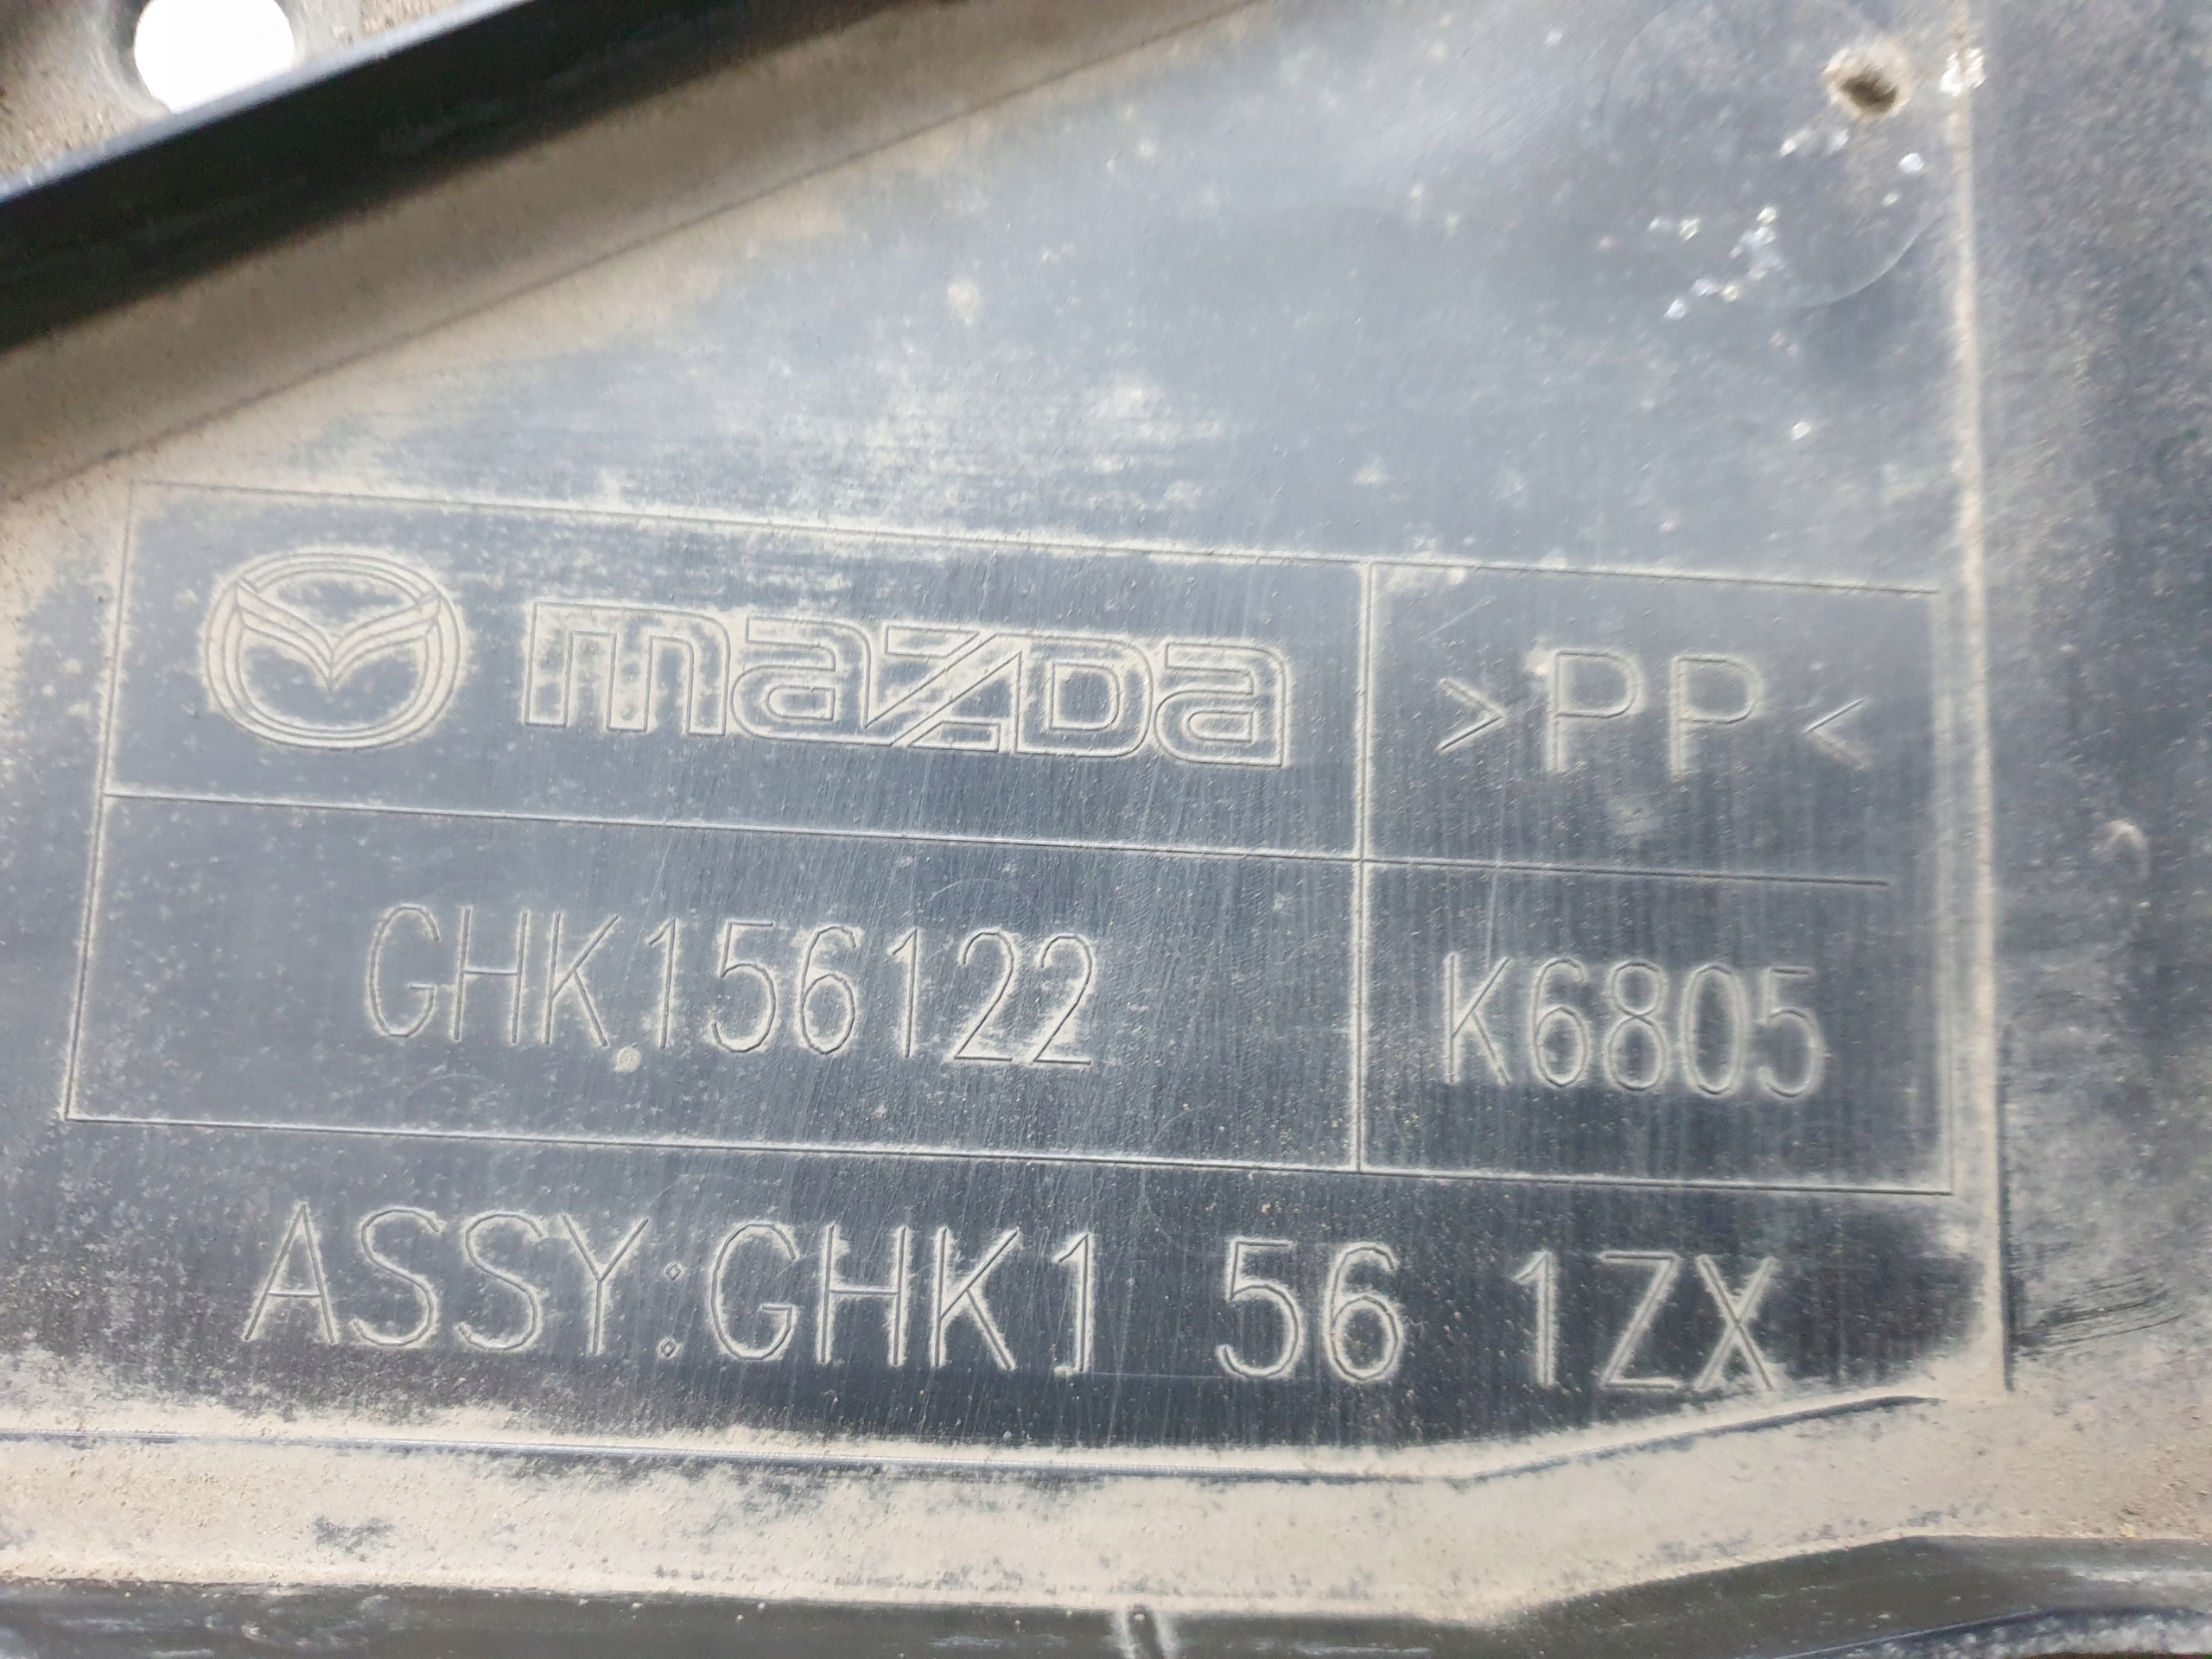 mazda >PP<
GHK156122 K6805
ASSY:GHK1 56 1ZX